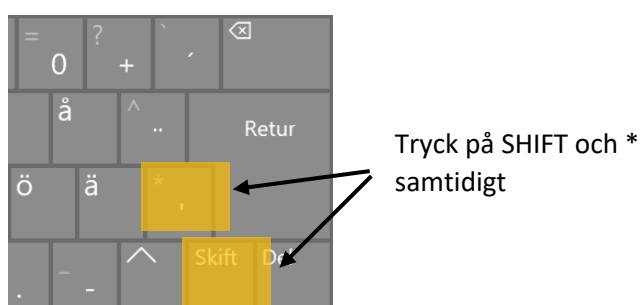 = ? `
0 + ´
å ^ ¨ Retur
Tryck på SHIFT och *
samtidigt
ö ä * '
_ Skift Del
. -